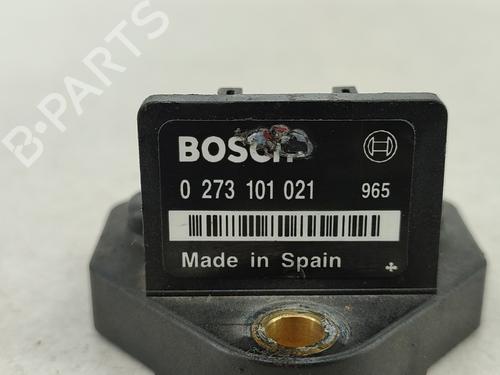 B-PARTS
BOSCH
0 273 101 021 965
Made in Spain